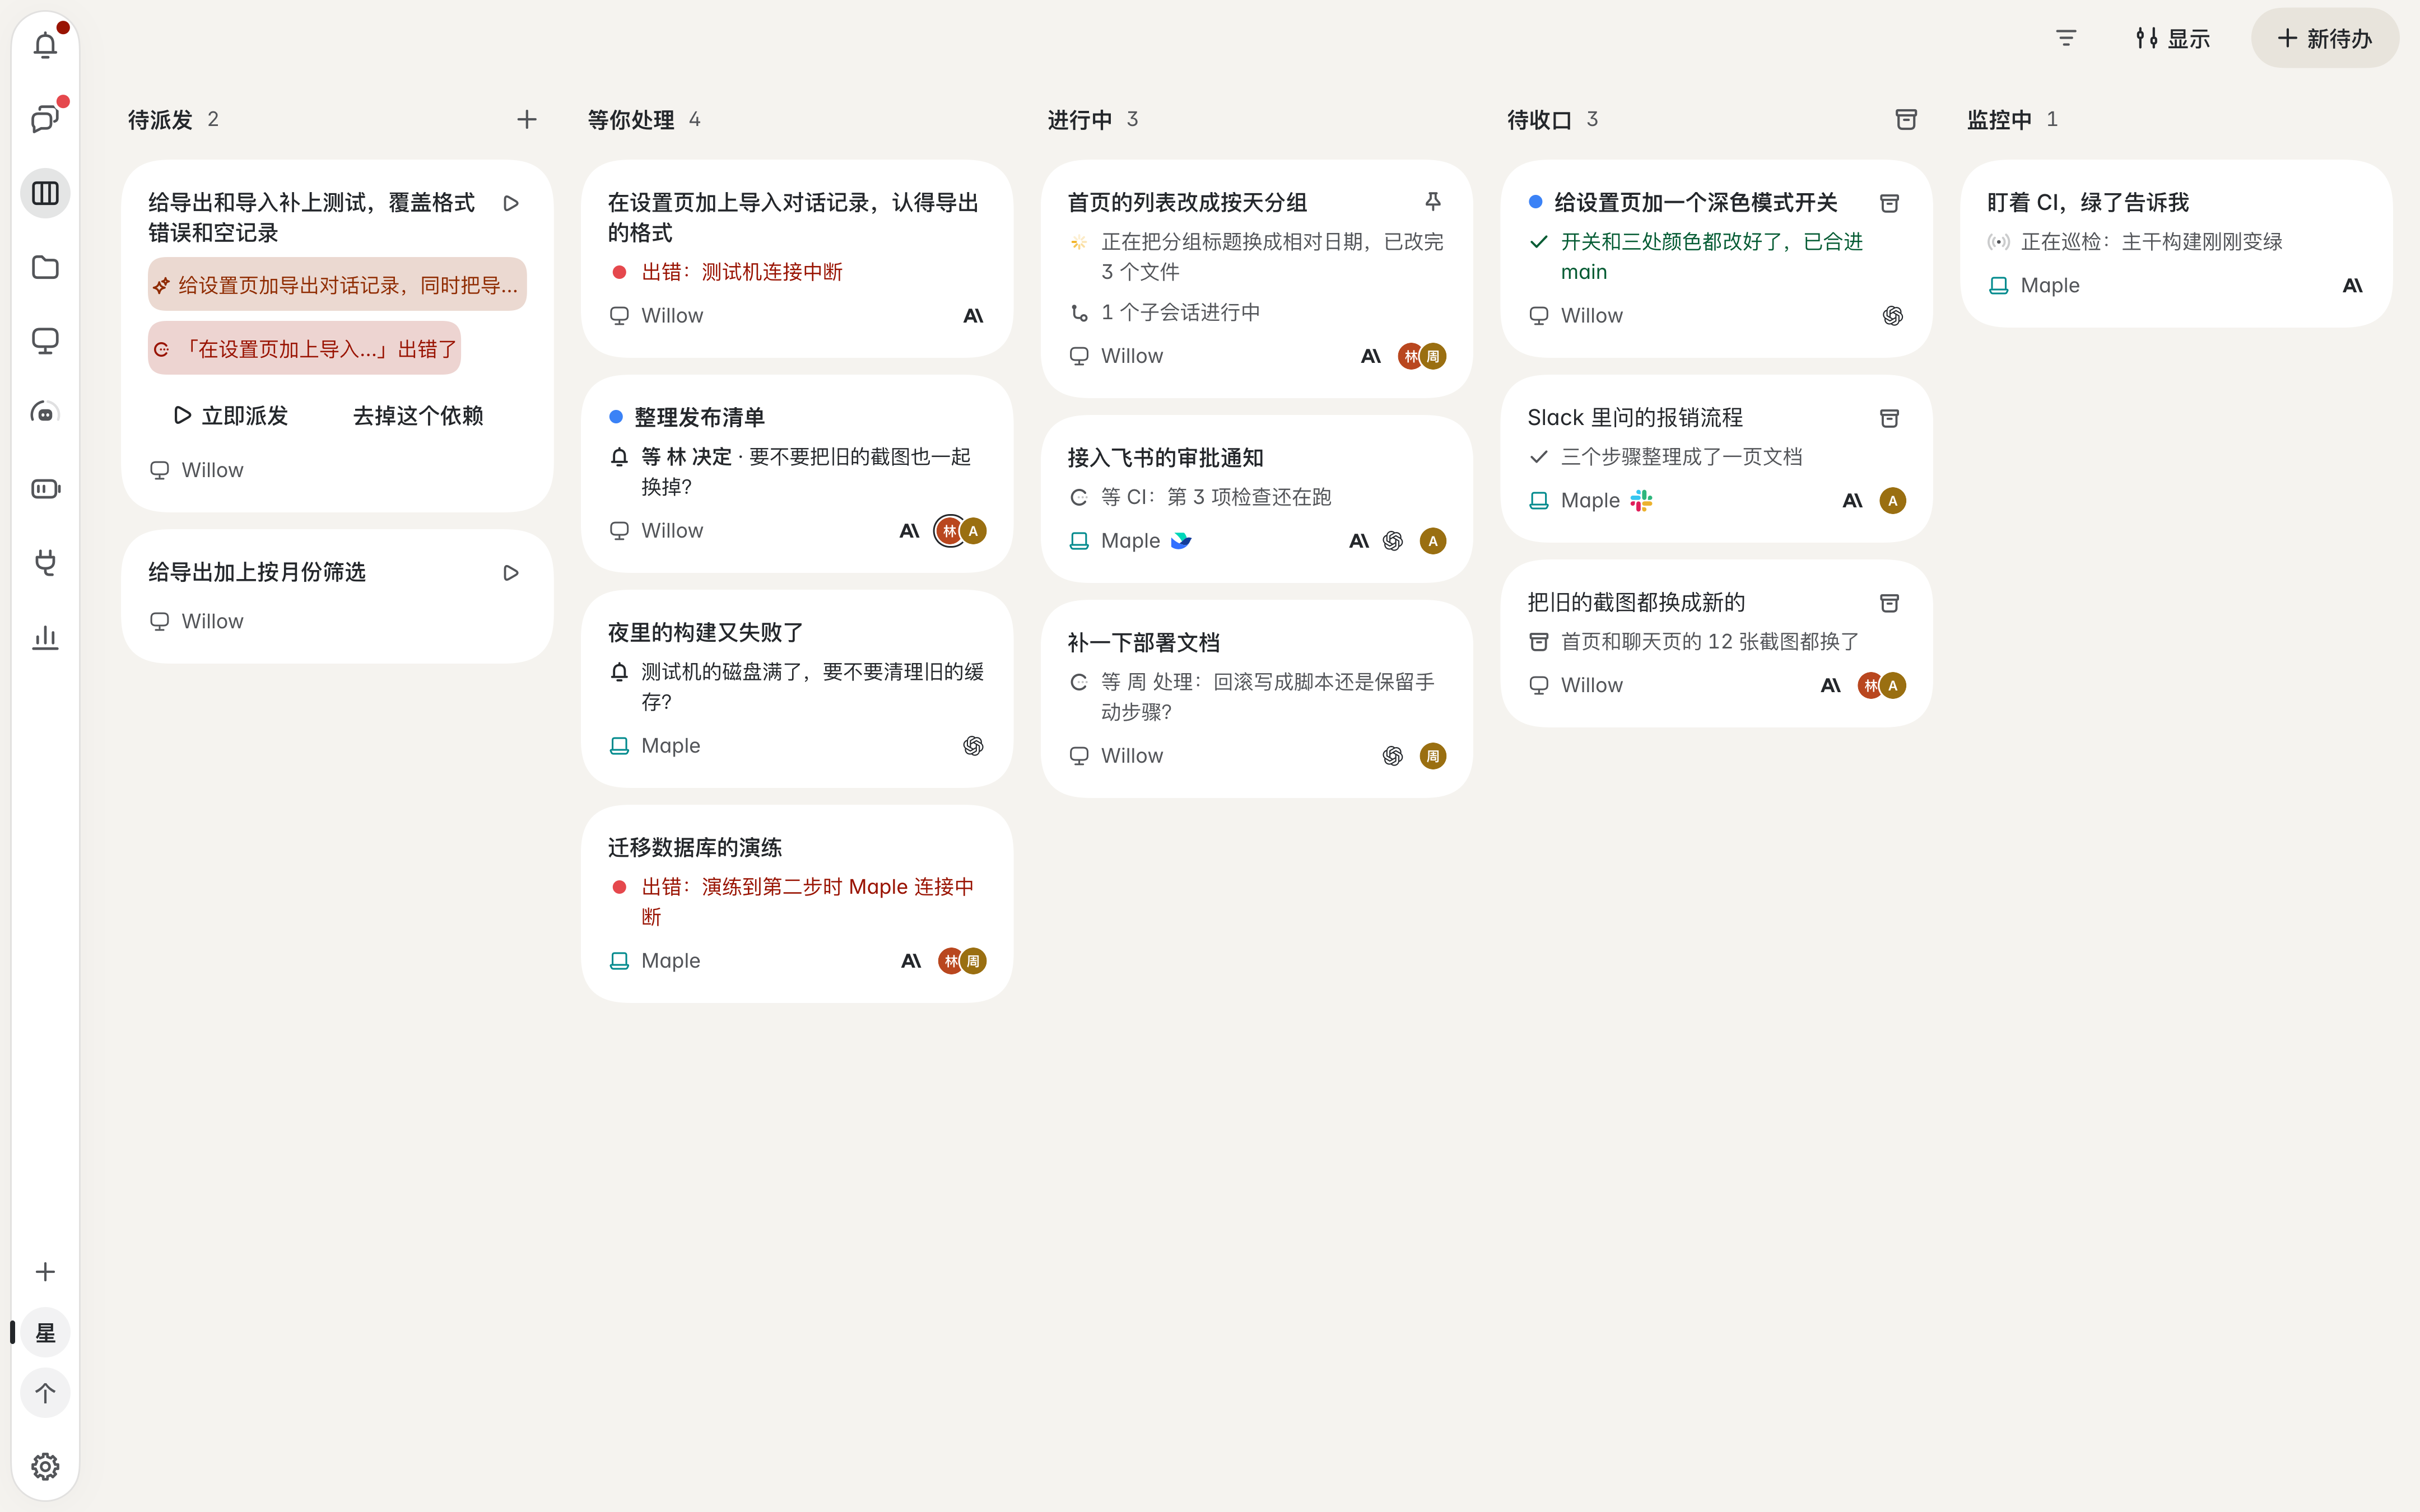 显示
新待办
待派发 2
给导出和导入补上测试，覆盖格式
错误和空记录
给设置页加导出对话记录，同时把导...
「在设置页加上导入...」出错了
立即派发
去掉这个依赖
Willow
给导出加上按月份筛选
Willow
等你处理 4
在设置页加上导入对话记录，认得导出
的格式
出错：测试机连接中断
Willow
整理发布清单
等 林 决定 · 要不要把旧的截图也一起
换掉?
Willow
林 A
夜里的构建又失败了
测试机的磁盘满了，要不要清理旧的缓
存?
Maple
迁移数据库的演练
出错：演练到第二步时 Maple 连接中
断
Maple
林 周
进行中 3
首页的列表改成按天分组
正在把分组标题换成相对日期，已改完
3 个文件
1 个子会话进行中
Willow
林 周
接入飞书的审批通知
等 CI：第 3 项检查还在跑
Maple
A
补一下部署文档
等 周 处理：回滚写成脚本还是保留手
动步骤?
Willow
周
待收口 3
给设置页加一个深色模式开关
开关和三处颜色都改好了，已合进
main
Willow
Slack 里问的报销流程
三个步骤整理成了一页文档
Maple
A
把旧的截图都换成新的
首页和聊天页的 12 张截图都换了
Willow
林 A
监控中 1
盯着 CI，绿了告诉我
正在巡检：主干构建刚刚变绿
Maple
星
个